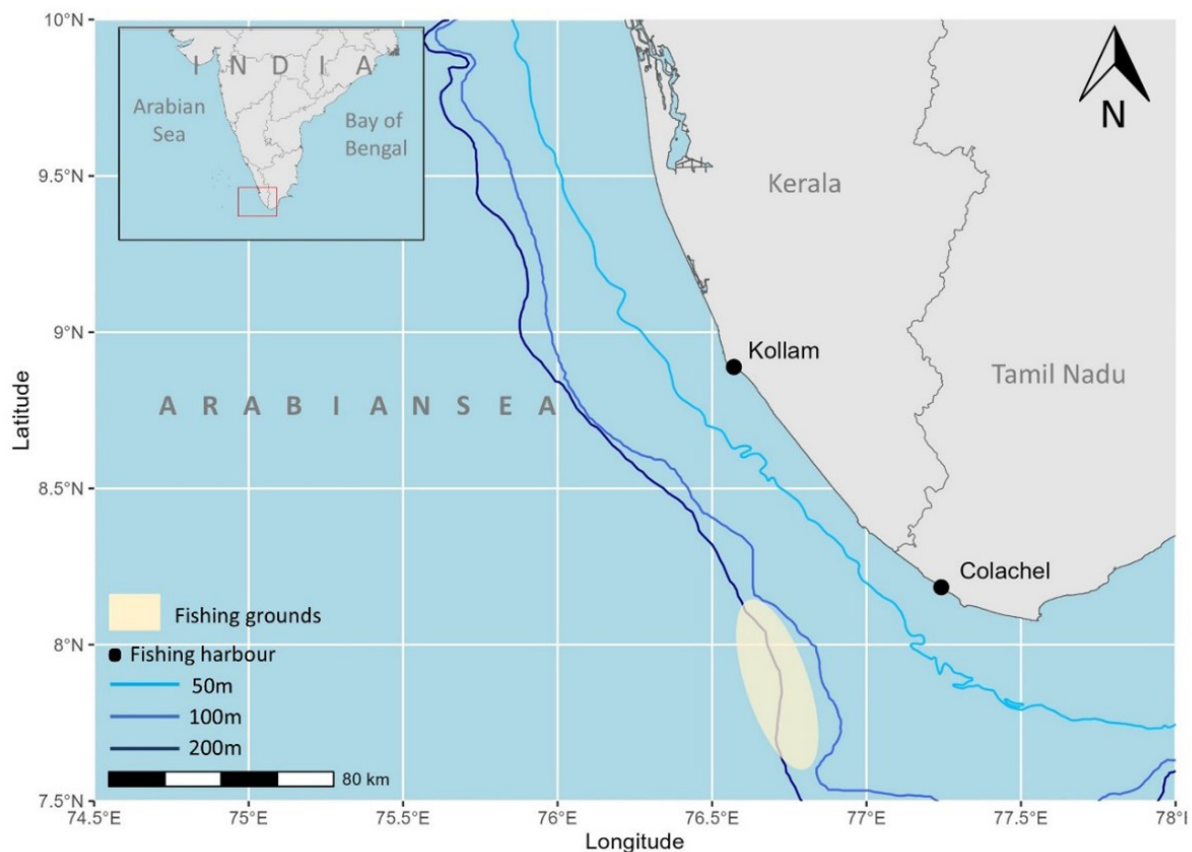 10°N
I N D I A
Arabian
Sea
Bay of
Bengal
N
9.5°N
Kerala
9°N
Kollam
Tamil Nadu
A R A B I A N S E A
Latitude
8.5°N
Colachel
Fishing grounds
8°N
Fishing harbour
50m
100m
200m
80 km
7.5°N
74.5°E 75°E 75.5°E 76°E 76.5°E 77°E 77.5°E 78°I
Longitude